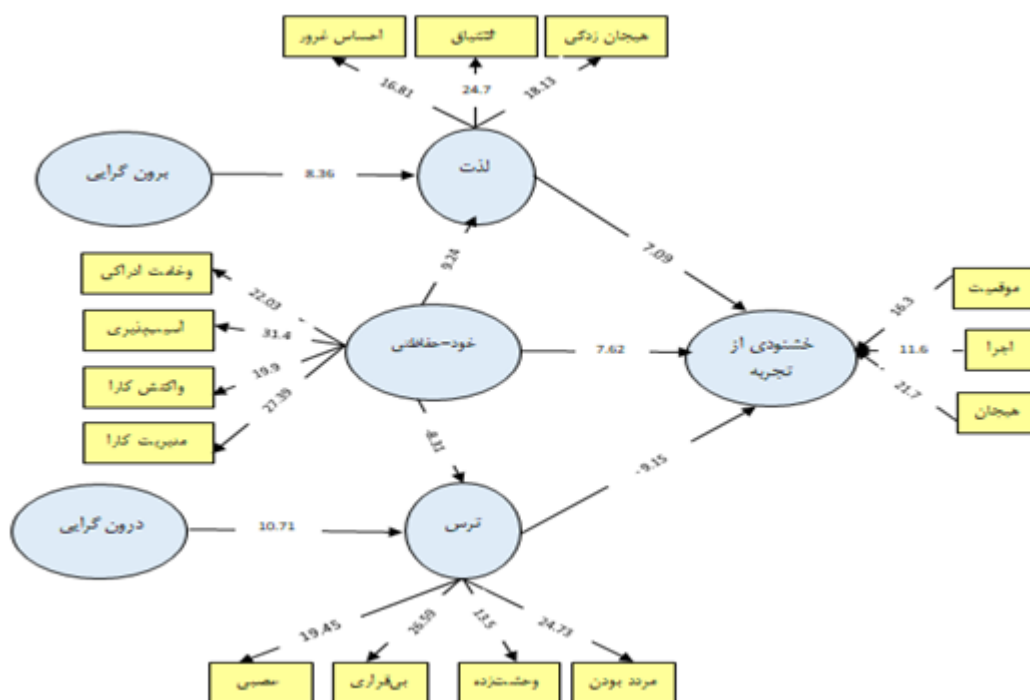 احساس غرور
اشتیاق
هیجان زدگی
16.81
24.7
18.13
برون گرایی
8.36
لذت
9.24
7.09
وخامت ادراکی
22.03
آسیب‌پذیری
31.4
واکنش کارا
19.9
مدیریت کارا
27.39
خود-حفاظتی
7.62
خشنودی از
تجربه
موقعیت
16.3
اجرا
11.6
هیجان
21.7
-8.31
- 9.15
درون گرایی
10.71
ترس
19.45
13.5
24.73
عصبی
بی‌قراری
وحشت‌زده
مردد بودن